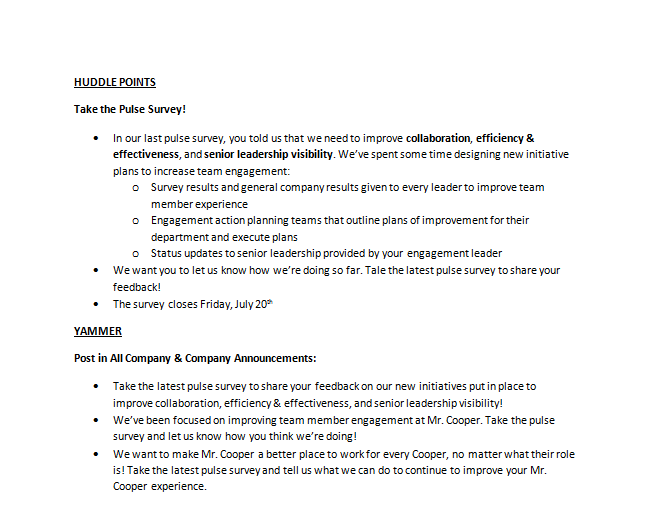 HUDDLE POINTS
Take the Pulse Survey!
• In our last pulse survey, you told us that we need to improve collaboration, efficiency &
effectiveness, and senior leadership visibility. We've spent some time designing new initiative
plans to increase team engagement:
o Survey results and general company results given to every leader to improve team
member experience
o Engagement action planning teams that outline plans of improvement for their
department and execute plans
o Status updates to senior leadership provided by your engagement leader
• We want you to let us know how we're doing so far. Tale the latest pulse survey to share your
feedback!
• The survey closes Friday, July 20th
YAMMER
Post in All Company & Company Announcements:
• Take the latest pulse survey to share your feedback on our new initiatives put in place to
improve collaboration, efficiency & effectiveness, and senior leadership visibility!
• We've been focused on improving team member engagement at Mr. Cooper. Take the pulse
survey and let us know how you think we're doing!
• We want to make Mr. Cooper a better place to work for every Cooper, no matter what their role
is! Take the latest pulse survey and tell us what we can do to continue to improve your Mr.
Cooper experience.